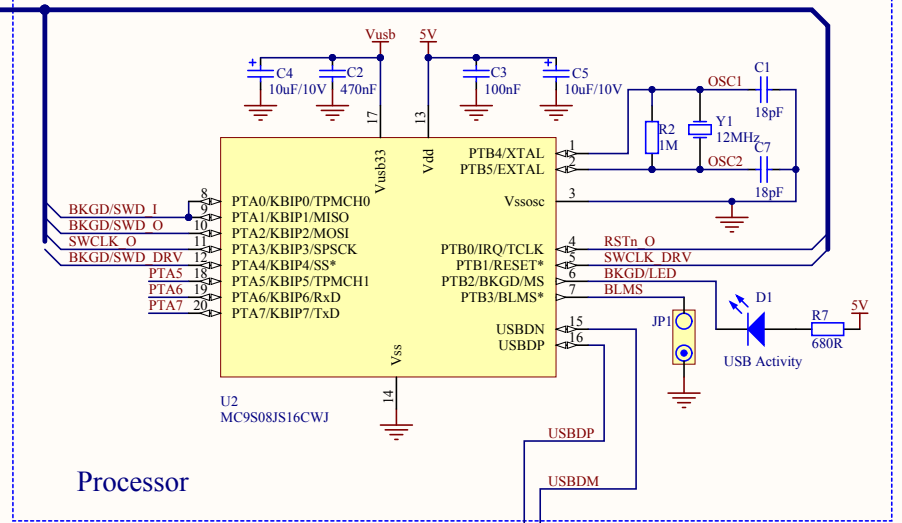 Vusb
5V
C4
10uF/10V
C2
470nF
C3
100nF
C5
10uF/10V
OSC1
C1
18pF
R2
1M
Y1
12MHz
OSC2
C7
18pF
17
13
Vusb33
Vdd
PTB4/XTAL
1
PTB5/EXTAL
2
Vssosc
3
8
PTA0/KBIP0/TPMCH0
BKGD/SWD_I
9
PTA1/KBIP1/MISO
BKGD/SWD_O
10
PTA2/KBIP2/MOSI
SWCLK_O
11
PTA3/KBIP3/SPSCK
BKGD/SWD_DRV
12
PTA4/KBIP4/SS*
PTA5
18
PTA5/KBIP5/TPMCH1
PTA6
19
PTA6/KBIP6/RxD
PTA7
20
PTA7/KBIP7/TxD
PTB0/IRQ/TCLK
4
RSTn_O
PTB1/RESET*
5
SWCLK_DRV
PTB2/BKGD/MS
6
BKGD/LED
PTB3/BLMS*
7
BLMS
USBDN
15
USBDP
16
JP1
D1
USB Activity
R7
680R
5V
Vss
14
U2
MC9S08JS16CWJ
USBDP
USBDM
Processor